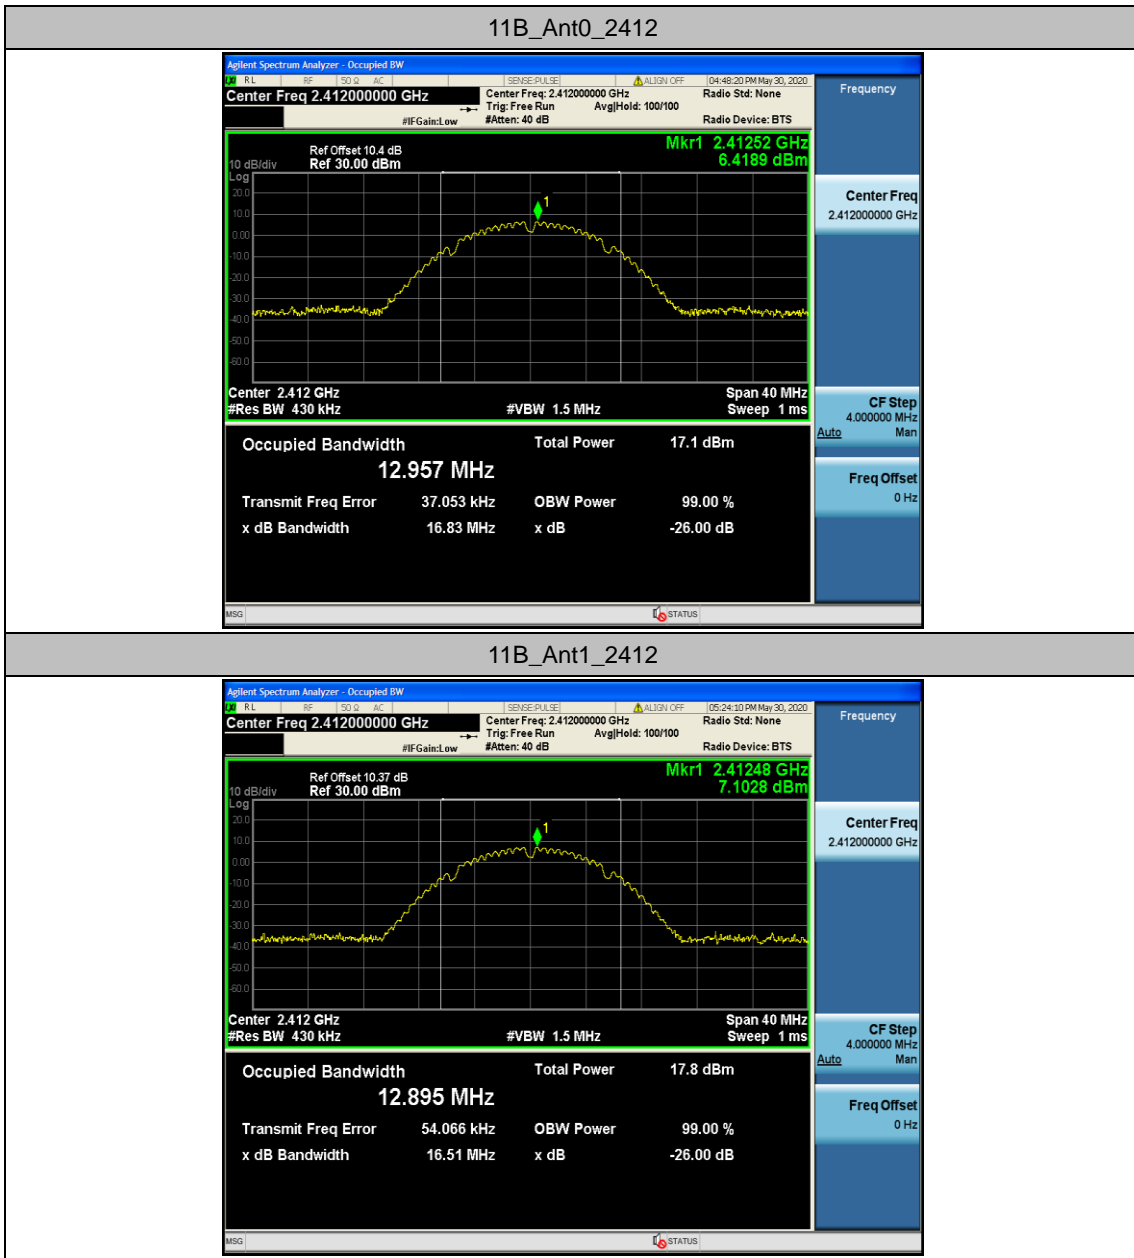 11B_Ant0_2412
Agilent Spectrum Analyzer - Occupied BW
RL RF 50 Ω AC SENSE:PULSE ALIGN OFF 04:48:20 PM May 30, 2020
Center Freq 2.412000000 GHz
Center Freq: 2.412000000 GHz
Radio Std: None
Trig: Free Run Avg|Hold: 100/100
#IFGain:Low #Atten: 40 dB Radio Device: BTS
Frequency
Mkr1 2.41252 GHz
6.4189 dBm
Ref Offset 10.4 dB
10 dB/div Ref 30.00 dBm
Log
20.0
10.0
0.00
-10.0
-20.0
-30.0
-40.0
-50.0
-60.0
1
Center 2.412 GHz Span 40 MHz
#Res BW 430 kHz #VBW 1.5 MHz Sweep 1 ms
Center Freq
2.412000000 GHz
CF Step
4.000000 MHz
Auto Man
Freq Offset
0 Hz
Occupied Bandwidth Total Power 17.1 dBm
12.957 MHz
Transmit Freq Error 37.053 kHz OBW Power 99.00 %
x dB Bandwidth 16.83 MHz x dB -26.00 dB
MSG STATUS
11B_Ant1_2412
Agilent Spectrum Analyzer - Occupied BW
RL RF 50 Ω AC SENSE:PULSE ALIGN OFF 05:24:10 PM May 30, 2020
Center Freq 2.412000000 GHz
Center Freq: 2.412000000 GHz
Radio Std: None
Trig: Free Run Avg|Hold: 100/100
#IFGain:Low #Atten: 40 dB Radio Device: BTS
Frequency
Mkr1 2.41248 GHz
7.1028 dBm
Ref Offset 10.37 dB
10 dB/div Ref 30.00 dBm
Log
20.0
10.0
0.00
-10.0
-20.0
-30.0
-40.0
-50.0
-60.0
1
Center 2.412 GHz Span 40 MHz
#Res BW 430 kHz #VBW 1.5 MHz Sweep 1 ms
Center Freq
2.412000000 GHz
CF Step
4.000000 MHz
Auto Man
Freq Offset
0 Hz
Occupied Bandwidth Total Power 17.8 dBm
12.895 MHz
Transmit Freq Error 54.066 kHz OBW Power 99.00 %
x dB Bandwidth 16.51 MHz x dB -26.00 dB
MSG STATUS